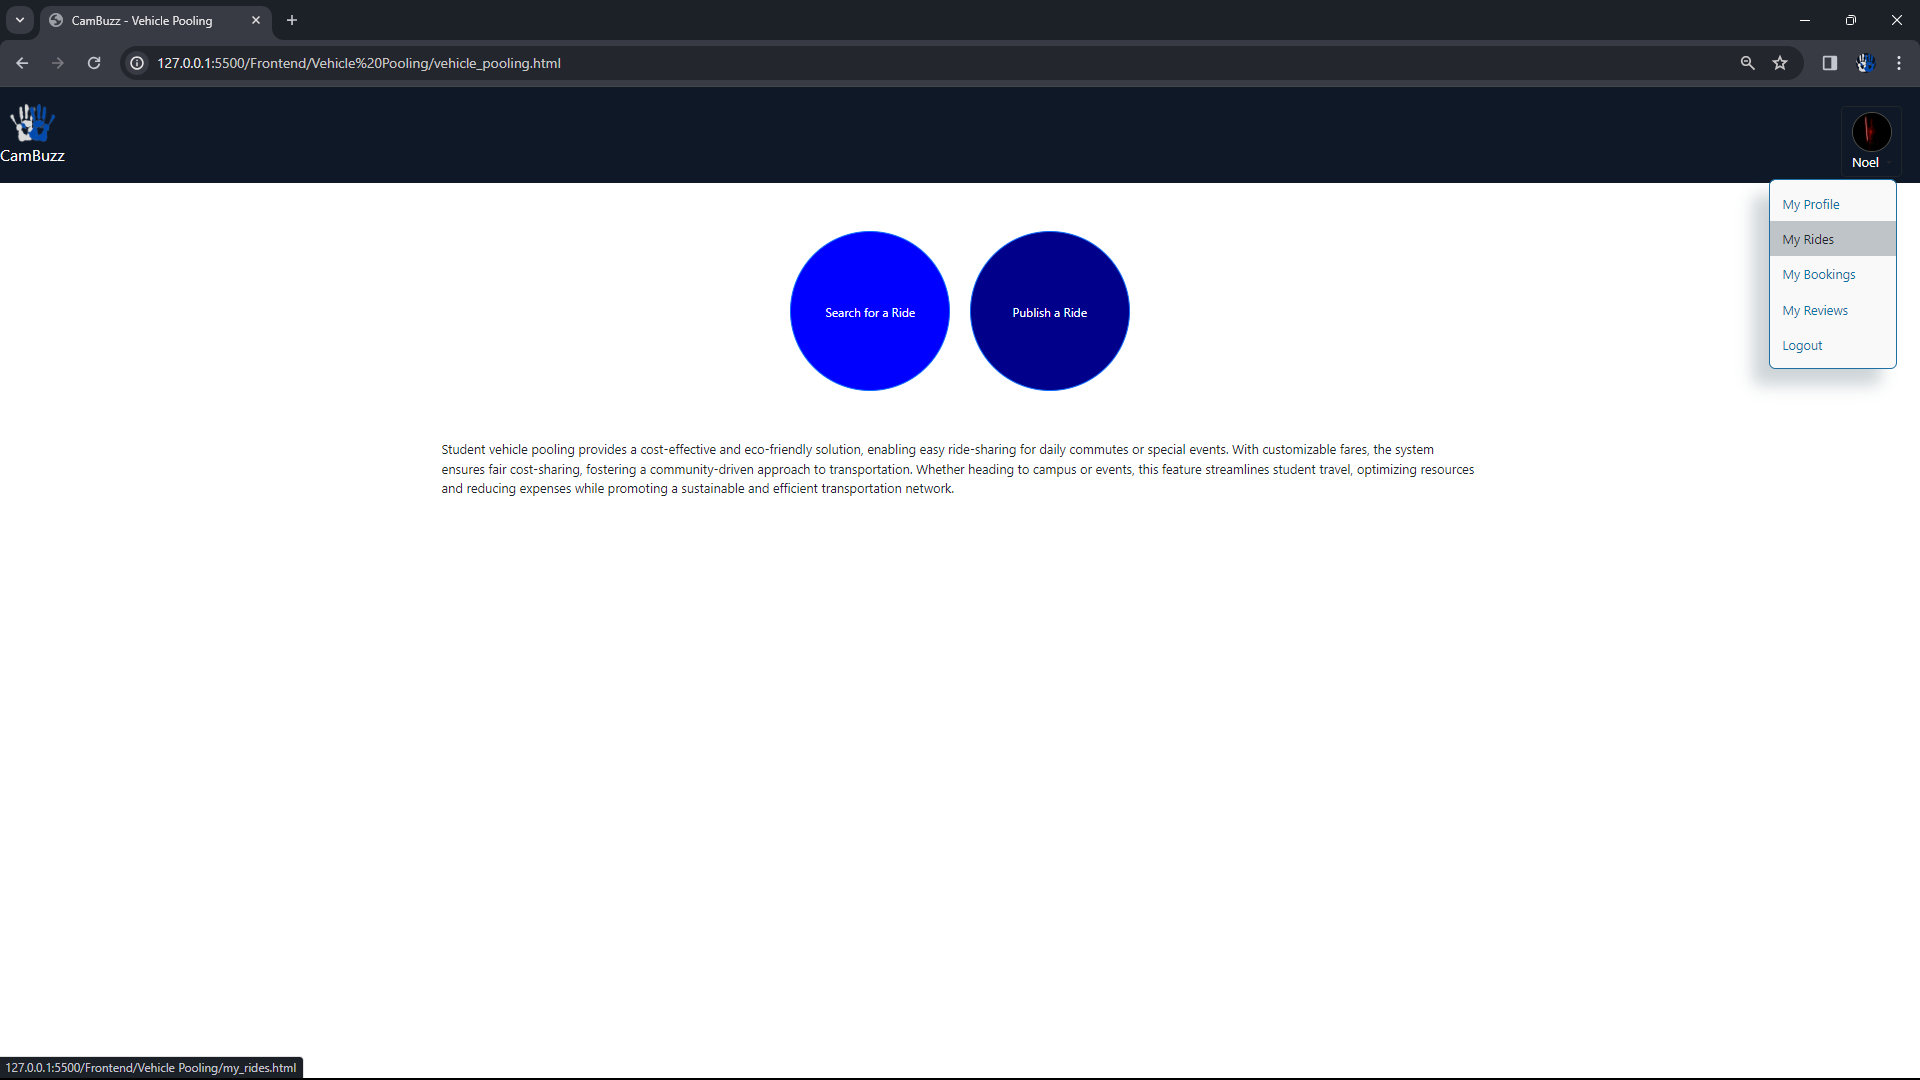 CamBuzz - Vehicle Pooling
127.0.0.1:5500/Frontend/Vehicle%20Pooling/vehicle_pooling.html
CamBuzz
Noel
My Profile
My Rides
My Bookings
My Reviews
Logout
Search for a Ride
Publish a Ride
Student vehicle pooling provides a cost-effective and eco-friendly solution, enabling easy ride-sharing for daily commutes or special events. With customizable fares, the system
ensures fair cost-sharing, fostering a community-driven approach to transportation. Whether heading to campus or events, this feature streamlines student travel, optimizing resources
and reducing expenses while promoting a sustainable and efficient transportation network.
127.0.0.1:5500/Frontend/Vehicle Pooling/my_rides.html